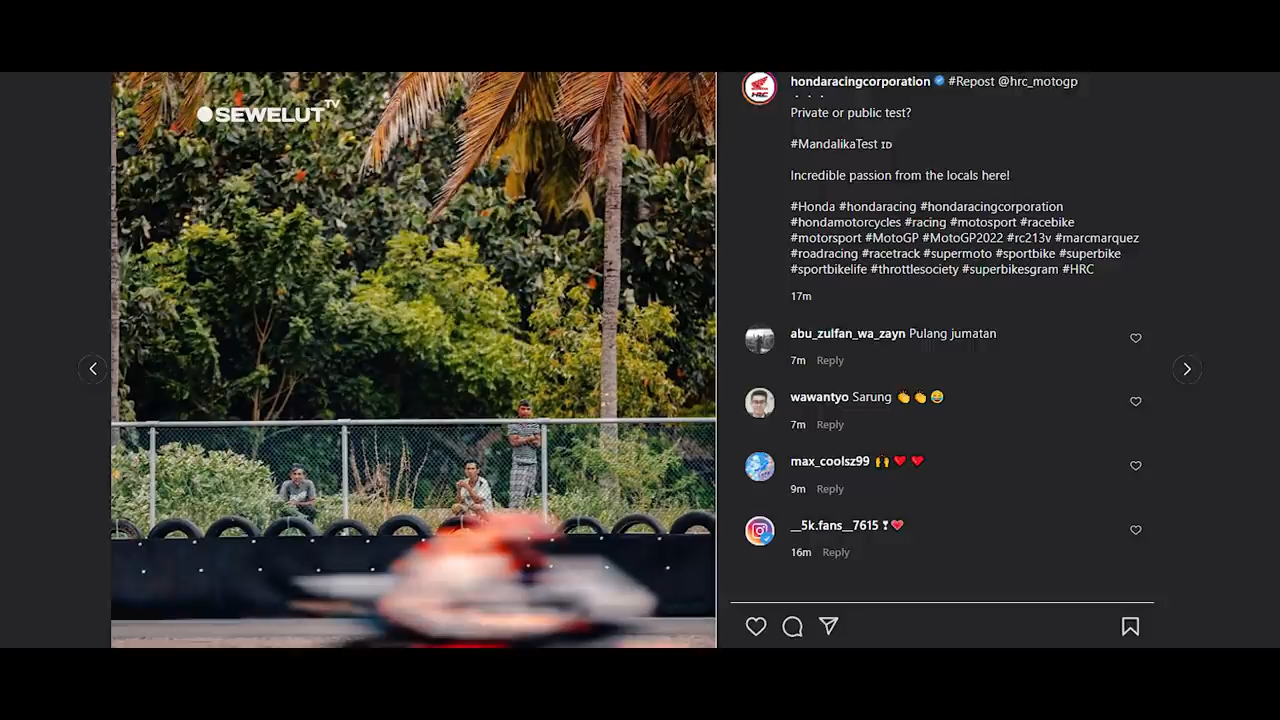 SEWELUT TV
HRC
hondaracingcorporation #Repost @hrc_motogp
Private or public test?
#MandalikaTest ID
Incredible passion from the locals here!
#Honda #hondaracing #hondaracingcorporation
#hondamotorcycles #racing #motosport #racebike
#motorsport #MotoGP #MotoGP2022 #rc213v #marcmarquez
#roadracing #racetrack #supermoto #sportbike #superbike
#sportbikelife #throttlesociety #superbikesgram #HRC
17m
abu_zulfan_wa_zayn Pulang jumatan
7m Reply
wawantyo Sarung 👏👏😂
7m Reply
max_coolsz99 🙌❤️❤️
9m Reply
__5k.fans__7615 ❣❤️
16m Reply